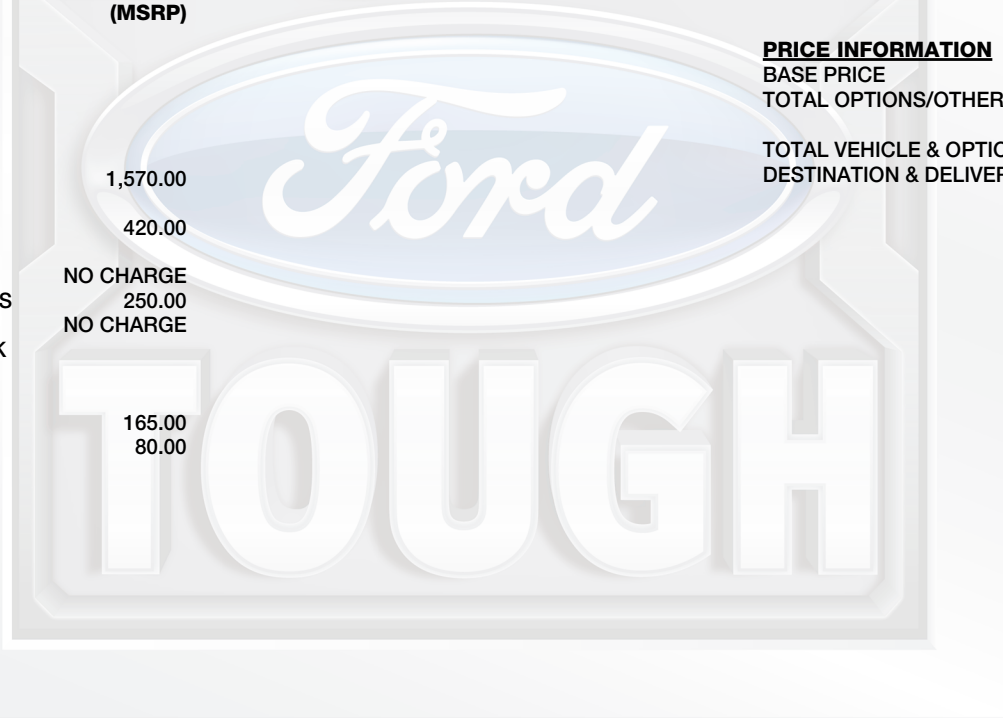 (MSRP)
PRICE INFORMATION
BASE PRICE
TOTAL OPTIONS/OTHER
TOTAL VEHICLE & OPTIO
DESTINATION & DELIVER
1,570.00
420.00
NO CHARGE
S 250.00
NO CHARGE
K
165.00
80.00
Ford
TOUGH